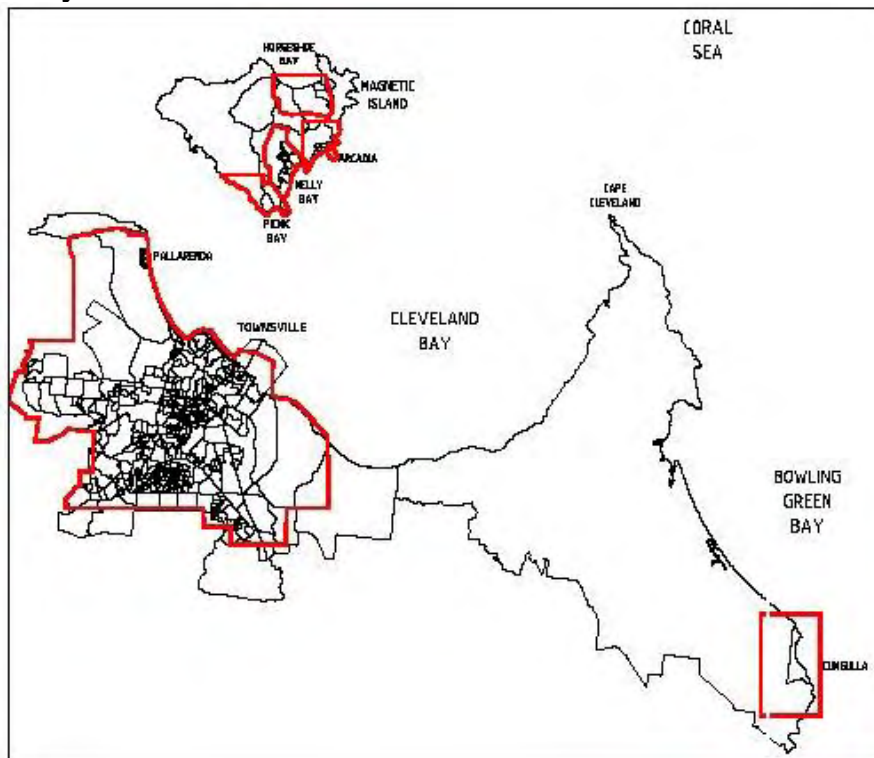 CORAL
SEA
HORSESHOE
BAY
MAGNETIC
ISLAND
ARCADIA
NELLY
BAY
PICNIC
BAY
CAPE
CLEVELAND
PALLARENDA
TOWNSVILLE
CLEVELAND
BAY
BOWLING
GREEN
BAY
CUNGULLA